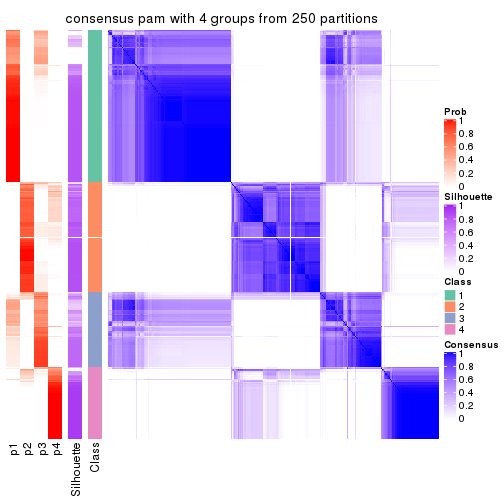 consensus pam with 4 groups from 250 partitions
Prob
1
0.8
0.6
0.4
0.2
0
Silhouette
1
0.8
0.6
0.4
0.2
0
Class
1
2
3
4
Consensus
1
0.8
0.6
0.4
0.2
0
p1
p2
p3
p4
Silhouette
Class